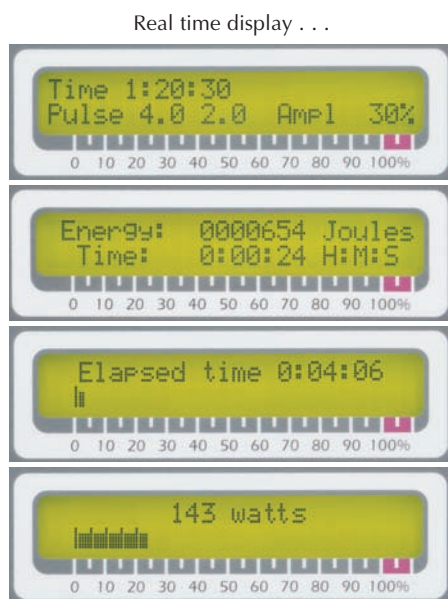 Real time display . . .
Time 1:20:30
Pulse 4.0 2.0 Ampl 30%
0 10 20 30 40 50 60 70 80 90 100%
Energy: 0000654 Joules
Time: 0:00:24 H:M:S
0 10 20 30 40 50 60 70 80 90 100%
Elapsed time 0:04:06
0 10 20 30 40 50 60 70 80 90 100%
143 watts
0 10 20 30 40 50 60 70 80 90 100%